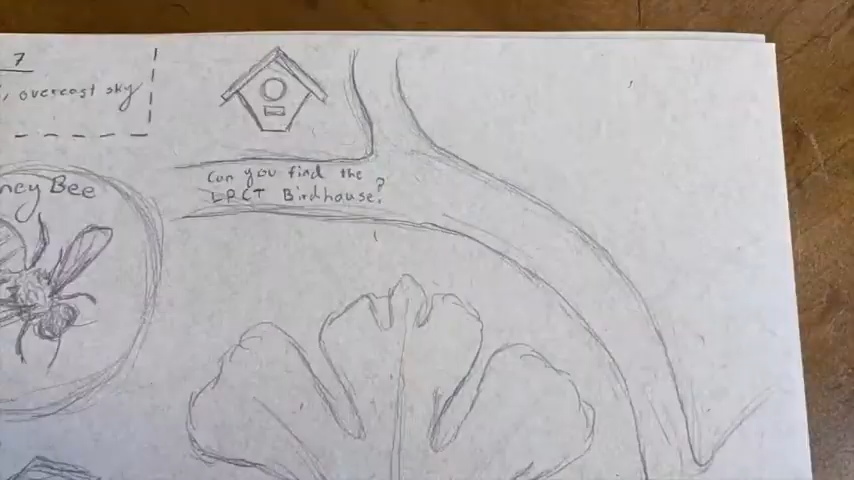 7
, overcast sky
ney Bee
Can you find the
LPCT Birdhouse?